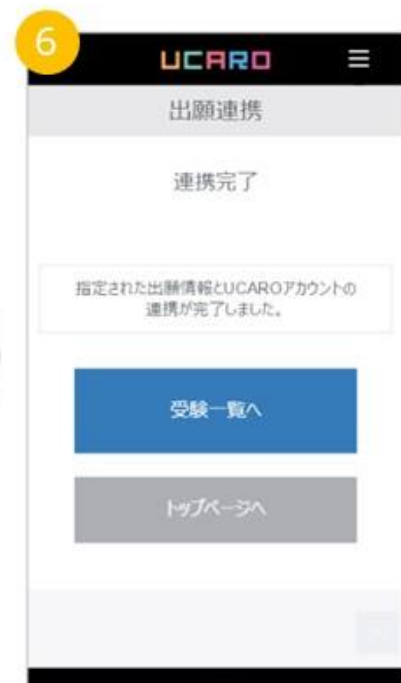 6
UCARO
出願連携
連携完了
指定された出願情報とUCAROアカウントの
連携が完了しました。
受験一覧へ
トップページへ